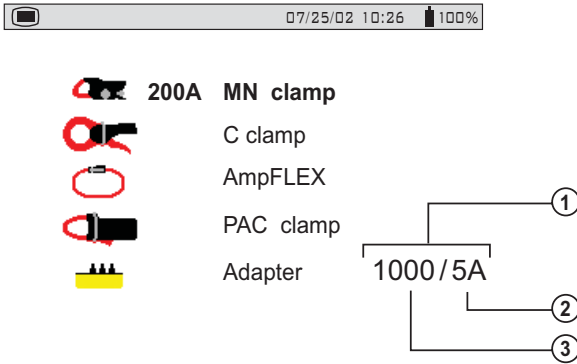 07/25/02 10:26 100%
200A MN clamp
C clamp
AmpFLEX
1
PAC clamp
Adapter 1000/5A
2
3